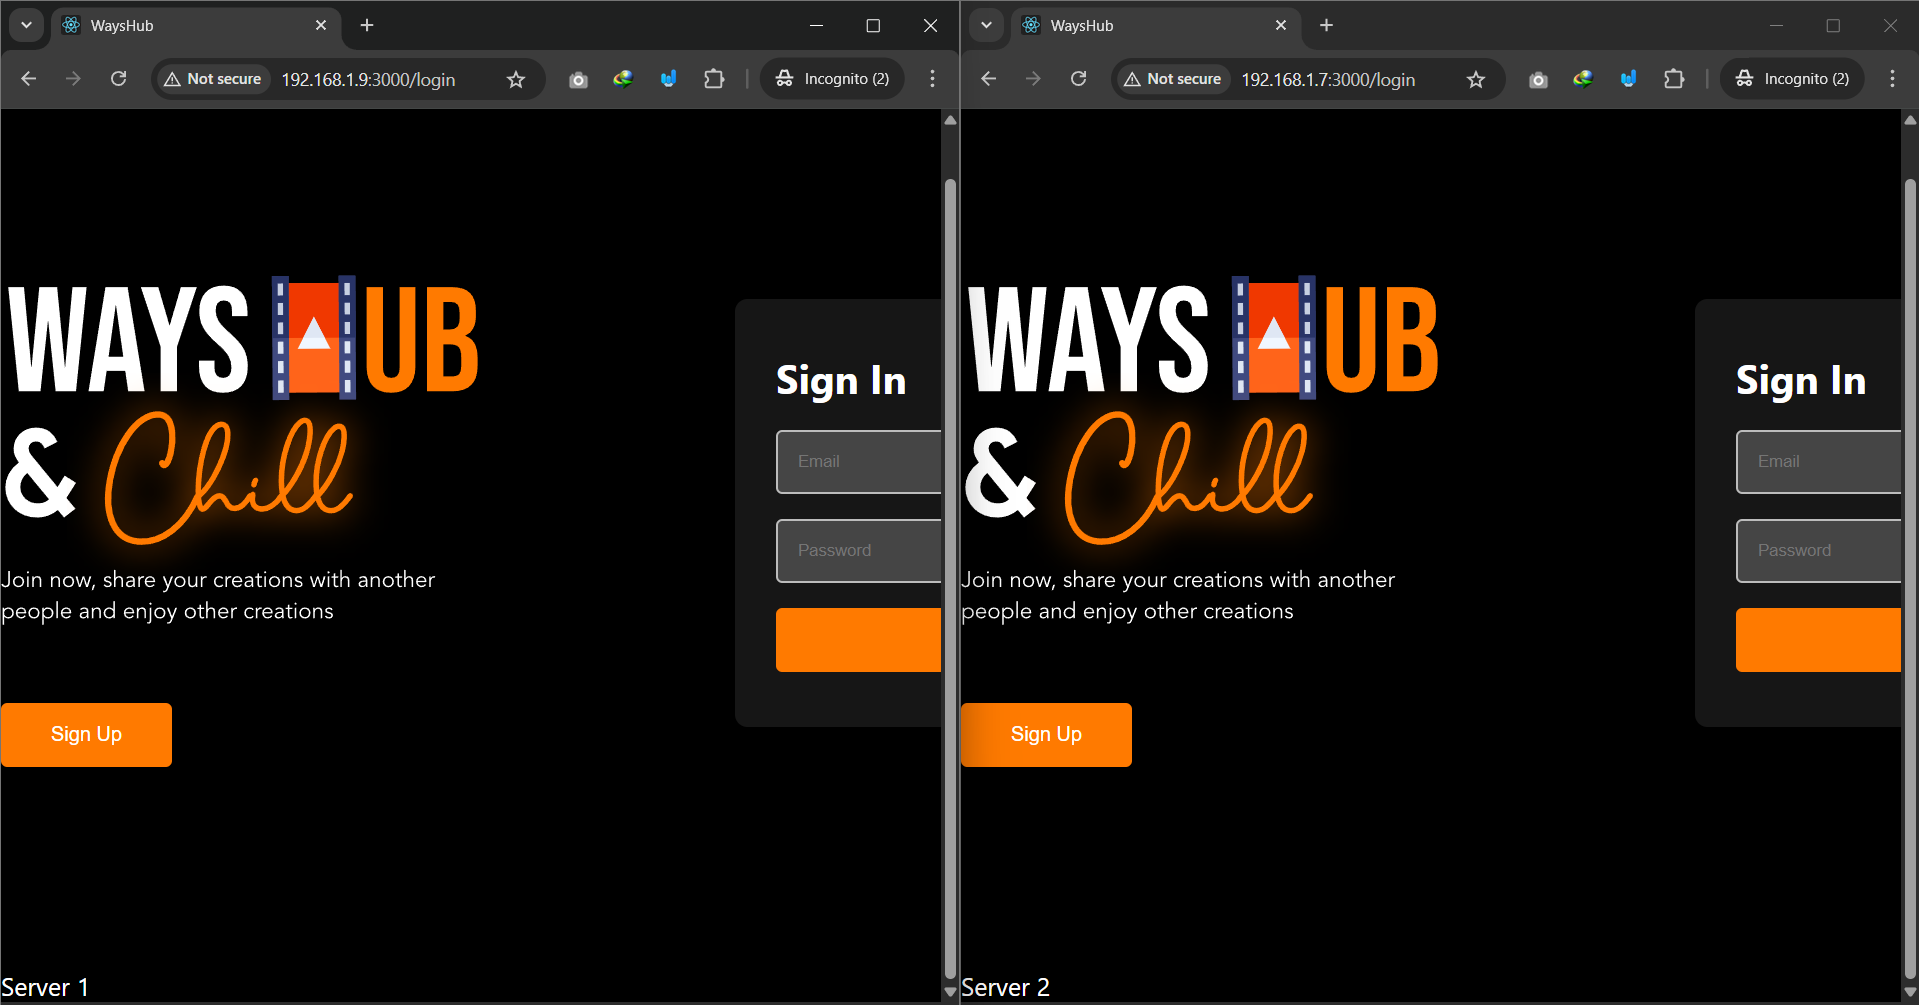 WaysHub
Not secure 192.168.1.9:3000/login Incognito (2)
WAYS HUB
& Chill
Join now, share your creations with another
people and enjoy other creations
Sign Up
Sign In
Email
Password
Server 1
WaysHub
Not secure 192.168.1.7:3000/login Incognito (2)
WAYS HUB
& Chill
Join now, share your creations with another
people and enjoy other creations
Sign Up
Sign In
Email
Password
Server 2